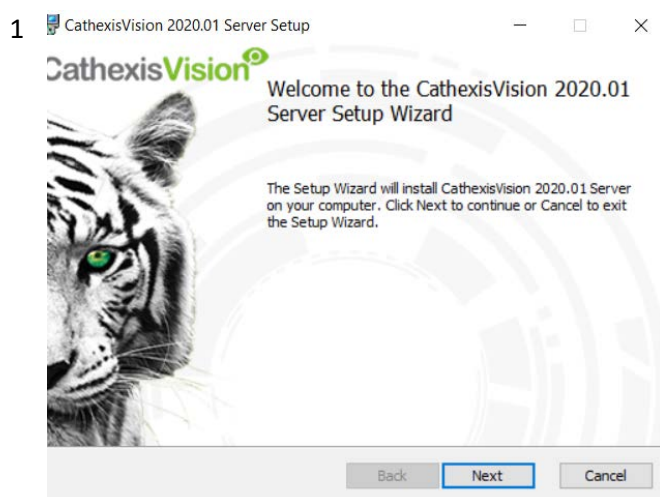 1
CathexisVision 2020.01 Server Setup
CathexisVision
Welcome to the CathexisVision 2020.01
Server Setup Wizard
The Setup Wizard will install CathexisVision 2020.01 Server
on your computer. Click Next to continue or Cancel to exit
the Setup Wizard.
Back Next Cancel